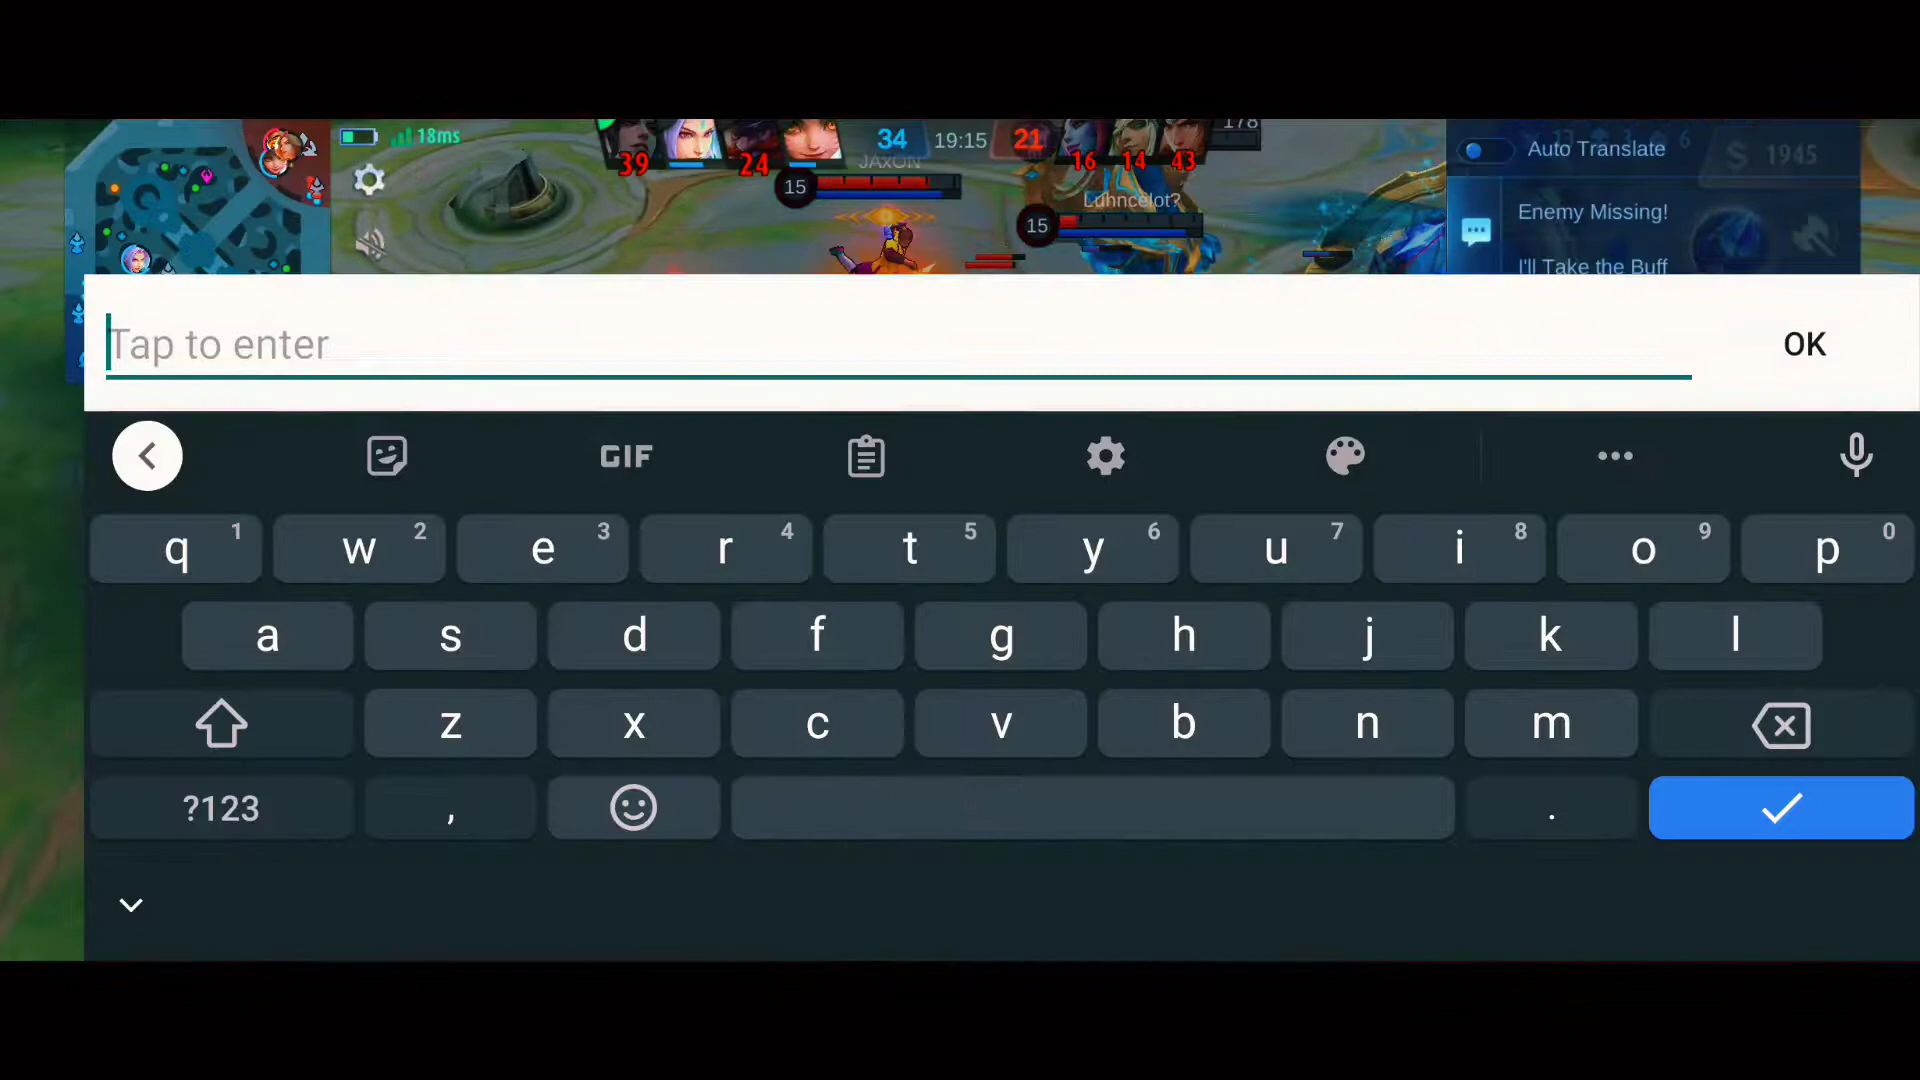 18ms
34 19:15 21 178
39 24 16 14 43
JAXON
15
Luhncelot?
15
Auto Translate
$ 1945
Enemy Missing!
I'll Take the Buff
Tap to enter
OK
GIF
q 1 w 2 e 3 r 4 t 5 y 6 u 7 i 8 o 9 p 0
a s d f g h j k l
z x c v b n m
?123 , .